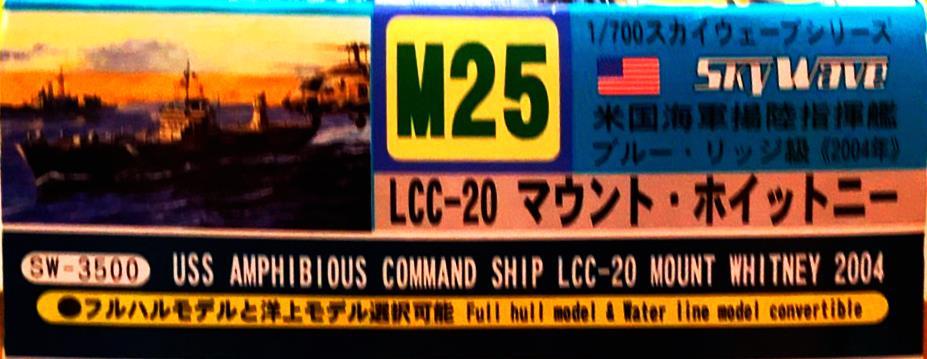 M25
1/700スカイウェーブシリーズ
SkyWave
米国海軍揚陸指揮艦
ブルー・リッジ級《2004年》
LCC-20 マウント・ホイットニー
SW-3500 USS AMPHIBIOUS COMMAND SHIP LCC-20 MOUNT WHITNEY 2004
●フルハルモデルと洋上モデル選択可能 Full hull model & Water line model convertible